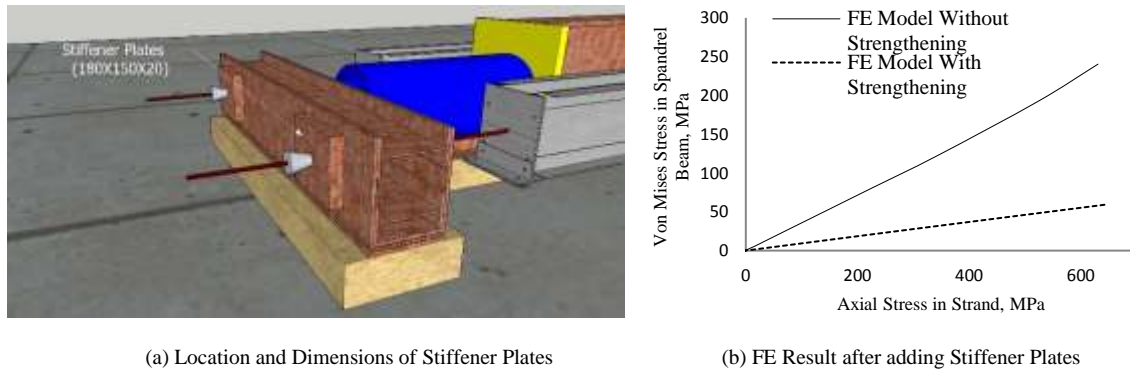 Stiffener Plates
(180X150X20)
300
250
200
150
100
50
0
Von Mises Stress in Spandrel
Beam, MPa
FE Model Without
Strengthening
FE Model With
Strengthening
0
200
400
600
Axial Stress in Strand, MPa
(a) Location and Dimensions of Stiffener Plates
(b) FE Result after adding Stiffener Plates